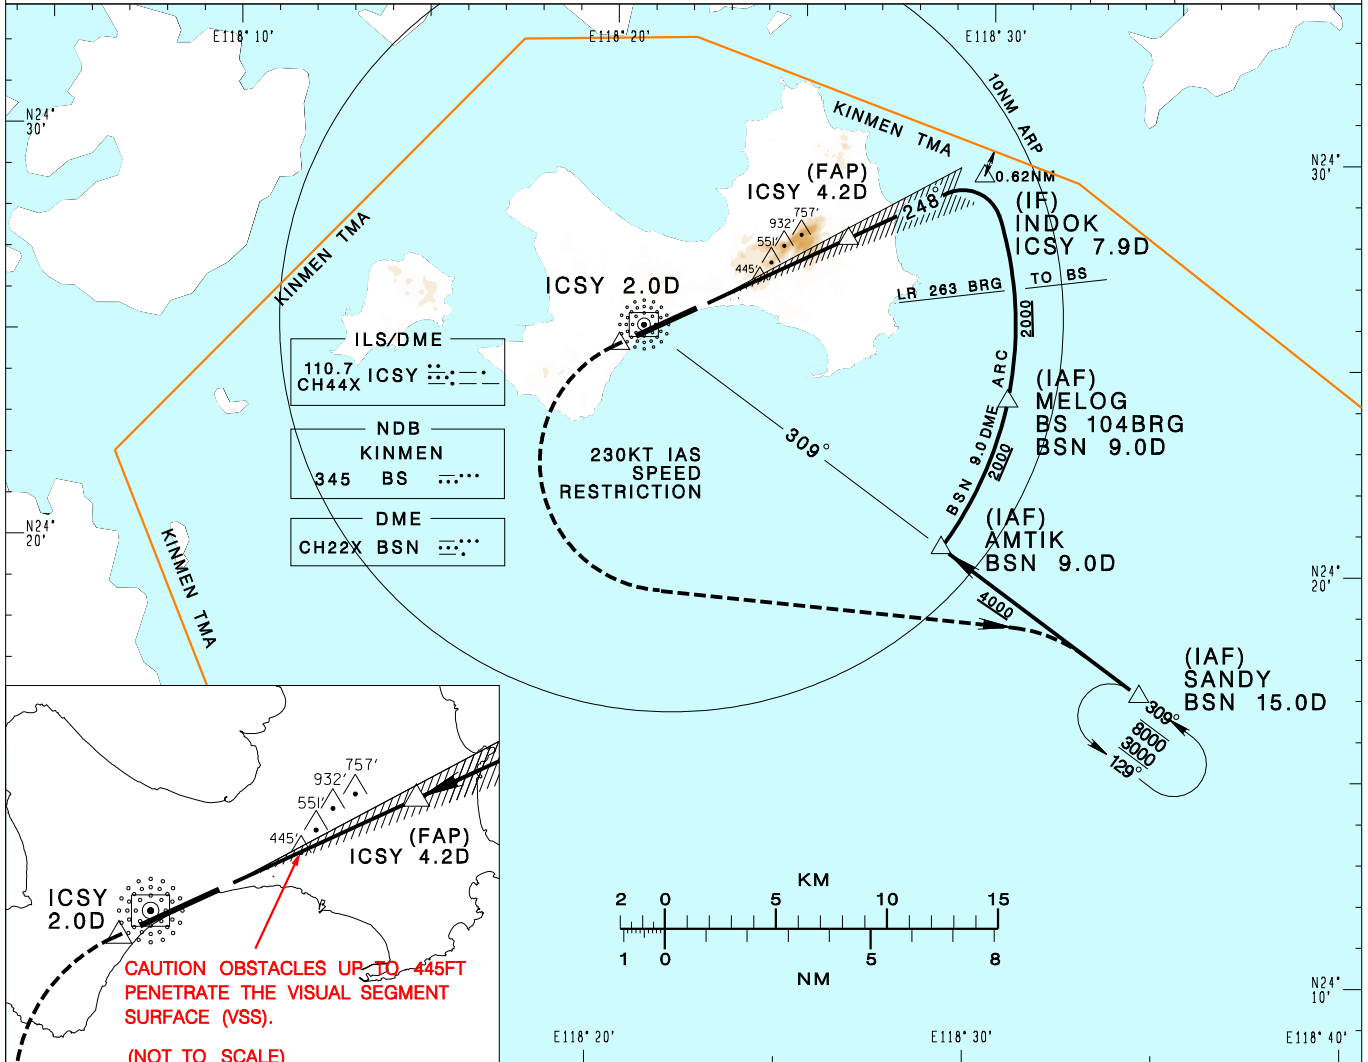 E118°10'
E118°20'
E118°30'
N24°
30'
N24°
30'
10NM ARP
KINMEN TMA
0.62NM
(FAP)
ICSY 4.2D
248°
(IF)
INDOK
ICSY 7.9D
757'
932'
551'
445'
KINMEN TMA
ICSY 2.0D
LR 263 BRG TO BS
2000
ILS/DME
110.7
CH44X
ICSY
NDB
KINMEN
345 BS
DME
CH22X BSN
309°
230KT IAS
SPEED
RESTRICTION
BSN 9.0 DME ARC
(IAF)
MELOG
BS 104BRG
BSN 9.0D
2000
(IAF)
AMTIK
BSN 9.0D
N24°
20'
N24°
20'
KINMEN TMA
4000
(IAF)
SANDY
BSN 15.0D
309°
8000
3000
129°
757'
932'
551'
445'
(FAP)
ICSY 4.2D
ICSY
2.0D
CAUTION OBSTACLES UP TO 445FT
PENETRATE THE VISUAL SEGMENT
SURFACE (VSS).
(NOT TO SCALE)
KM
2 0 5 10 15
1 0 5 8
NM
N24°
10'
E118°20'
E118°30'
E118°40'